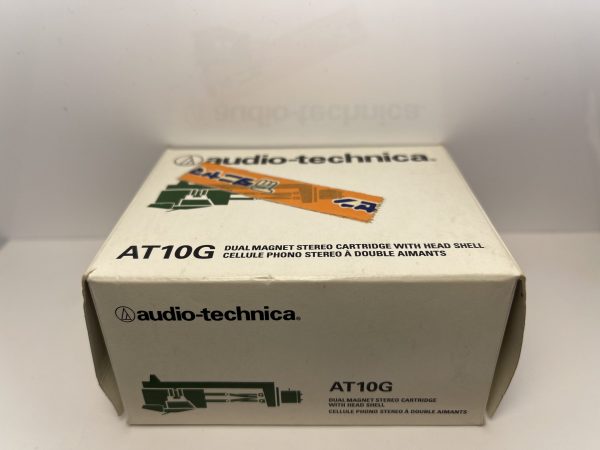 audio-technica®
AT10G
DUAL MAGNET STEREO CARTRIDGE WITH HEAD SHELL
CELLULE PHONO STEREO À DOUBLE AIMANTS
audio-technica®
AT10G
DUAL MAGNET STEREO CARTRIDGE
WITH HEAD SHELL
CELLULE PHONO STEREO À DOUBLE AIMANTS